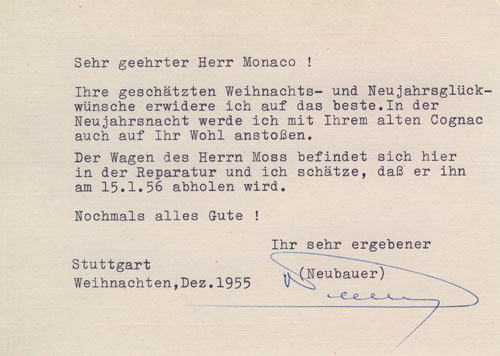 Sehr geehrter Herr Monaco !
Ihre geschätzten Weihnachts- und Neujahrsglück-
wünsche erwidere ich auf das beste.In der
Neujahrsnacht werde ich mit Ihrem alten Cognac
auch auf Ihr Wohl anstoßen.
Der Wagen des Herrn Moss befindet sich hier
in der Reparatur und ich schätze, daß er ihn
am 15.1.56 abholen wird.
Nochmals alles Gute !
Ihr sehr ergebener
Stuttgart
(Neubauer)
Weihnachten,Dez.1955